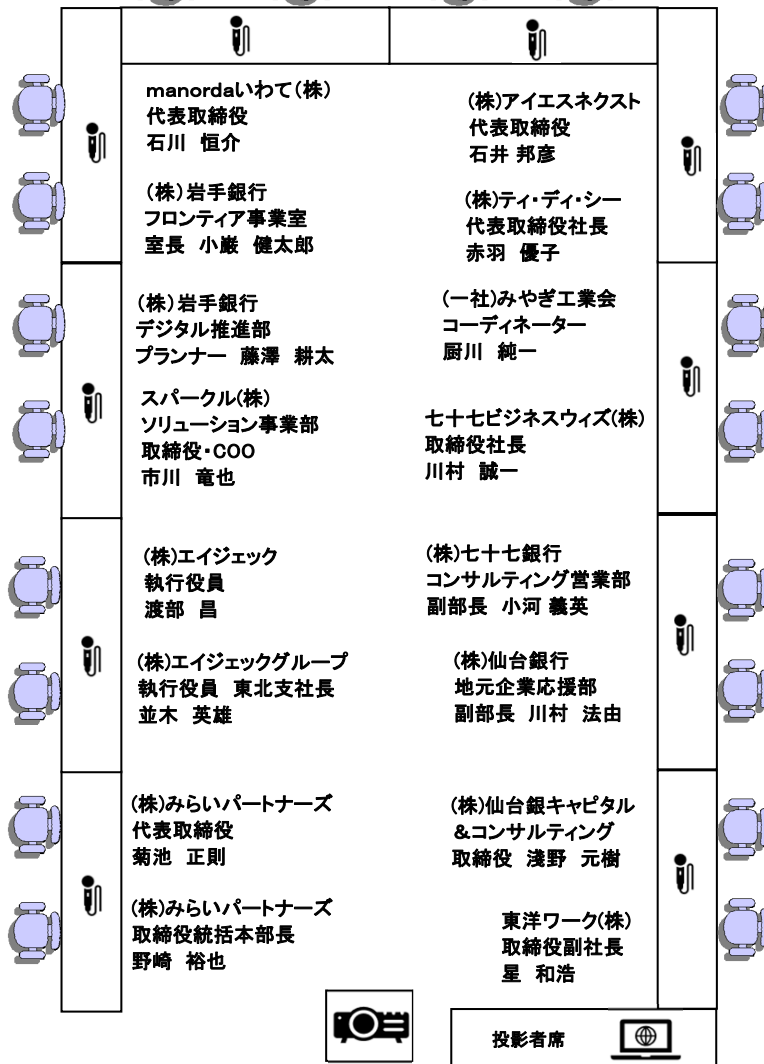 manordaいわて(株)
代表取締役
石川　恒介
(株)岩手銀行
フロンティア事業室
室長　小巌　健太郎
(株)岩手銀行
デジタル推進部
プランナー　藤澤　耕太
スパークル(株)
ソリューション事業部
取締役・COO
市川　竜也
(株)エイジェック
執行役員
渡部　昌
(株)エイジェックグループ
執行役員　東北支社長
並木　英雄
(株)みらいパートナーズ
代表取締役
菊池　正則
(株)みらいパートナーズ
取締役統括本部長
野崎　裕也
(株)アイエスネクスト
代表取締役
石井 邦彦
(株)ティ・ディ・シー
代表取締役社長
赤羽　優子
(一社)みやぎ工業会
コーディネーター
厨川　純一
七十七ビジネスウィズ(株)
取締役社長
川村　誠一
(株)七十七銀行
コンサルティング営業部
副部長　小河 義英
(株)仙台銀行
地元企業応援部
副部長　川村　法由
(株)仙台銀キャピタル
&コンサルティング
取締役　淺野　元樹
東洋ワーク(株)
取締役副社長
星　和浩
投影者席